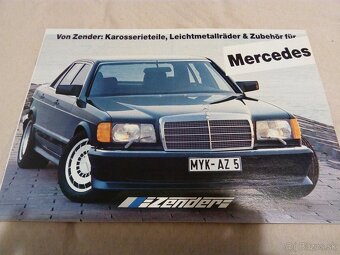 Von Zender: Karosserieteile, Leichtmetallräder & Zubehör für
Mercedes
MYK-AZ 5
Zender